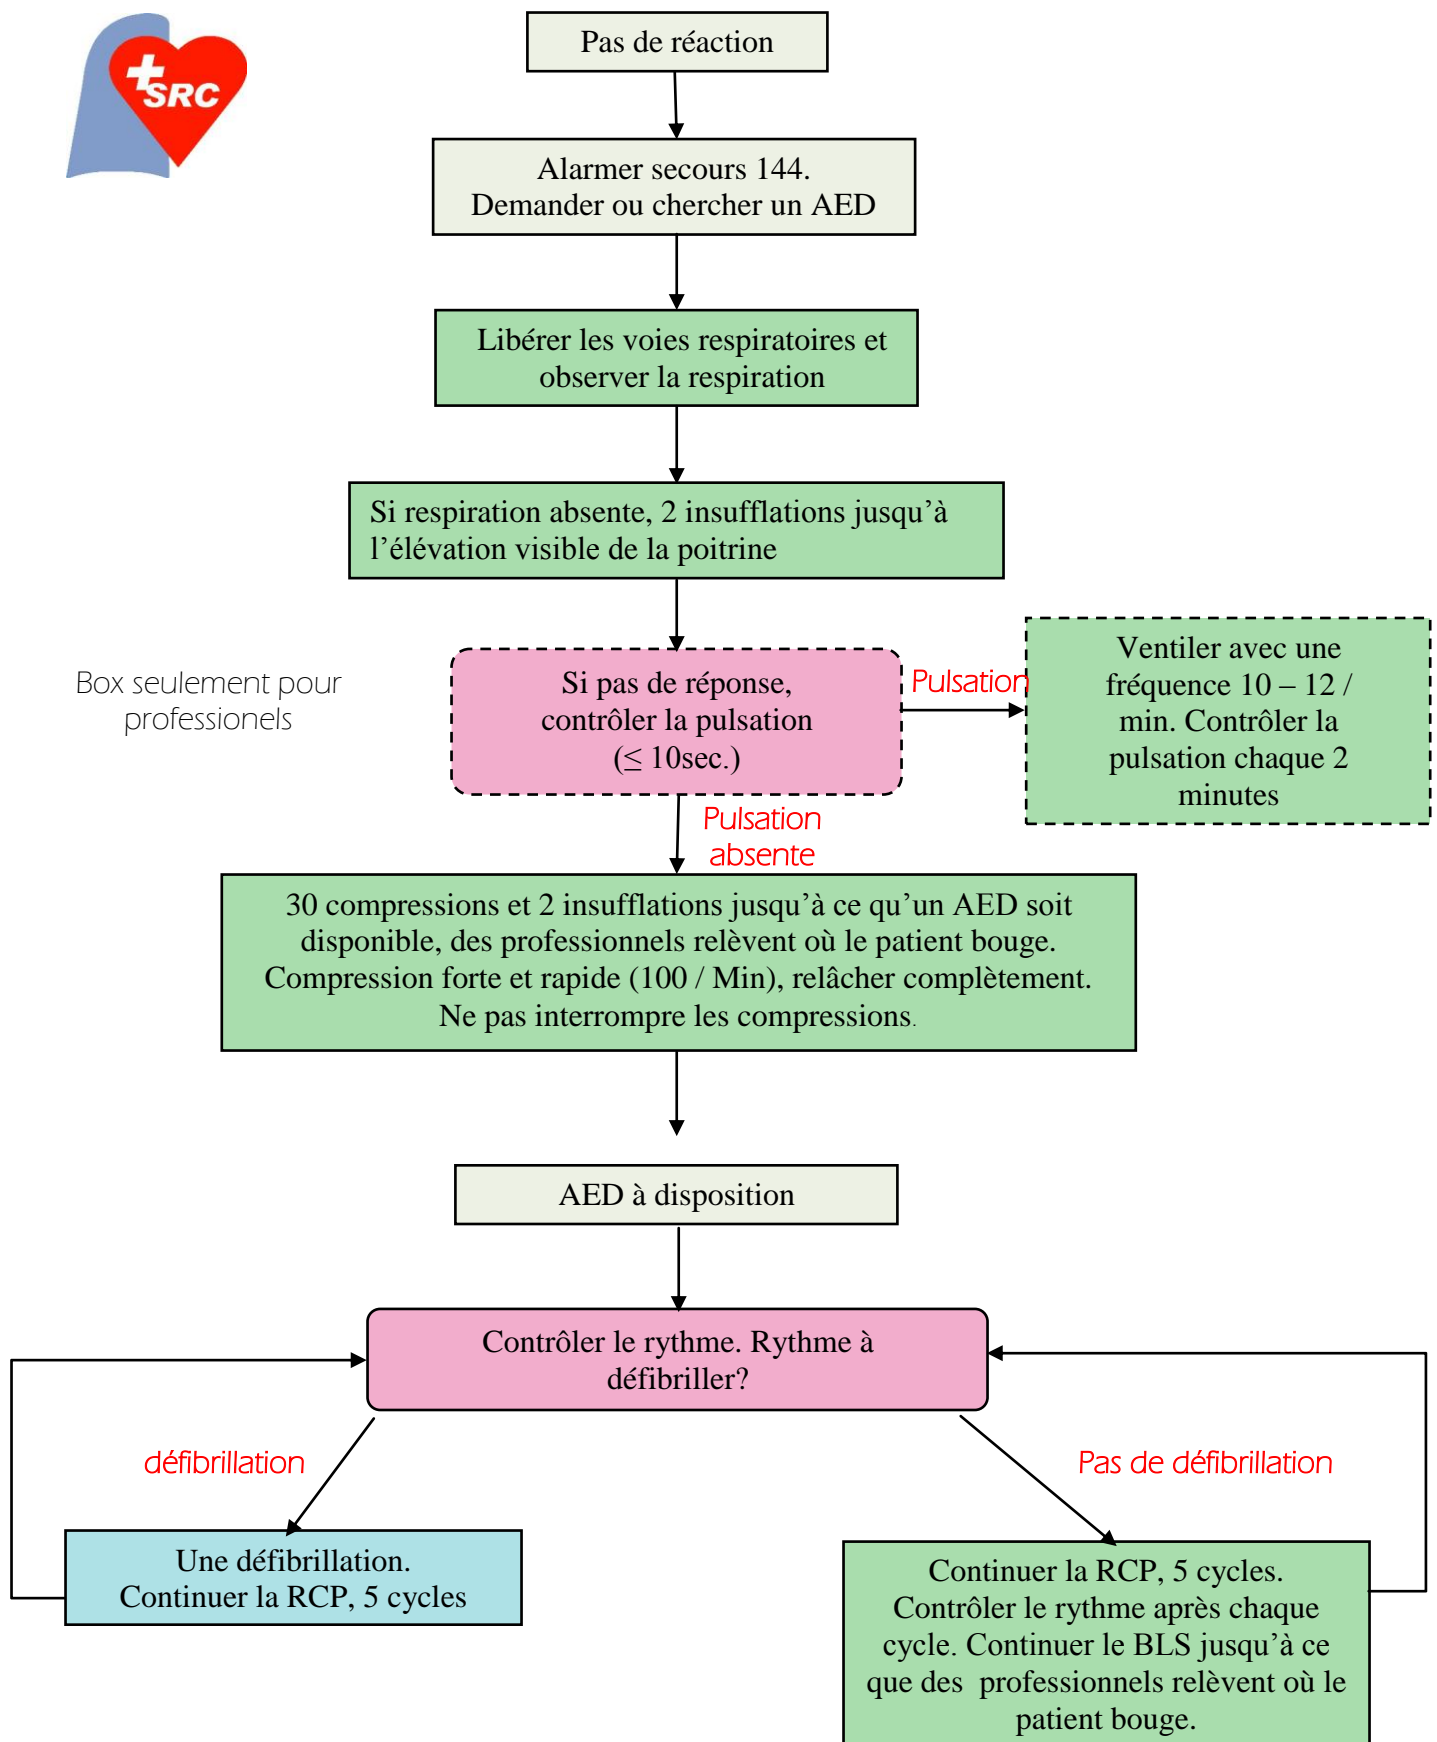 SRC
Pas de réaction
Alarmer secours 144.
Demander ou chercher un AED
Libérer les voies respiratoires et
observer la respiration
Si respiration absente, 2 insufflations jusqu’à
l’élévation visible de la poitrine
Box seulement pour
professionels
Si pas de réponse,
contrôler la pulsation
(≤ 10sec.)
Pulsation
Ventiler avec une
fréquence 10 – 12 /
min. Contrôler la
pulsation chaque 2
minutes
Pulsation
absente
30 compressions et 2 insufflations jusqu’à ce qu’un AED soit
disponible, des professionnels relèvent où le patient bouge.
Compression forte et rapide (100 / Min), relâcher complètement.
Ne pas interrompre les compressions.
AED à disposition
Contrôler le rythme. Rythme à
défibriller?
défibrillation
Pas de défibrillation
Une défibrillation.
Continuer la RCP, 5 cycles
Continuer la RCP, 5 cycles.
Contrôler le rythme après chaque
cycle. Continuer le BLS jusqu’à ce
que des professionnels relèvent où le
patient bouge.